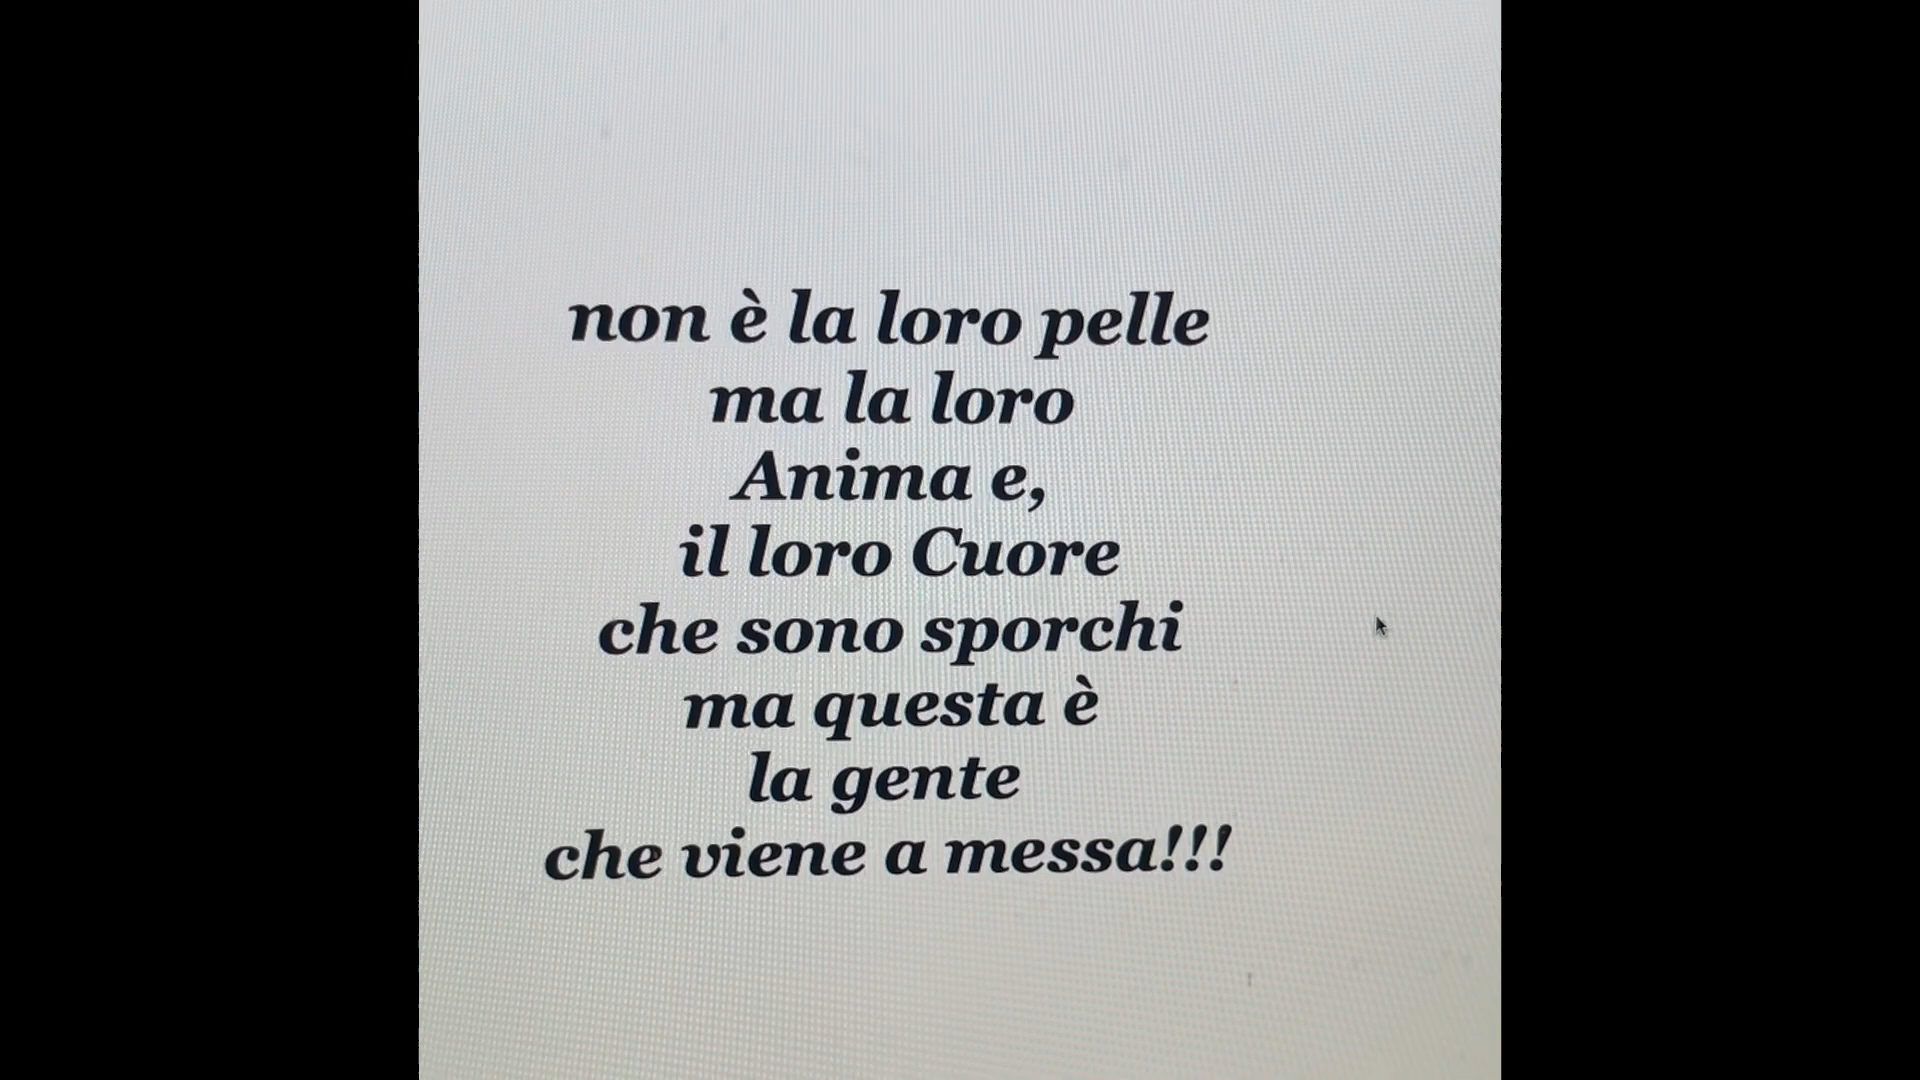 non è la loro pelle
ma la loro
Anima e,
il loro Cuore
che sono sporchi
ma questa è
la gente
che viene a messa!!!